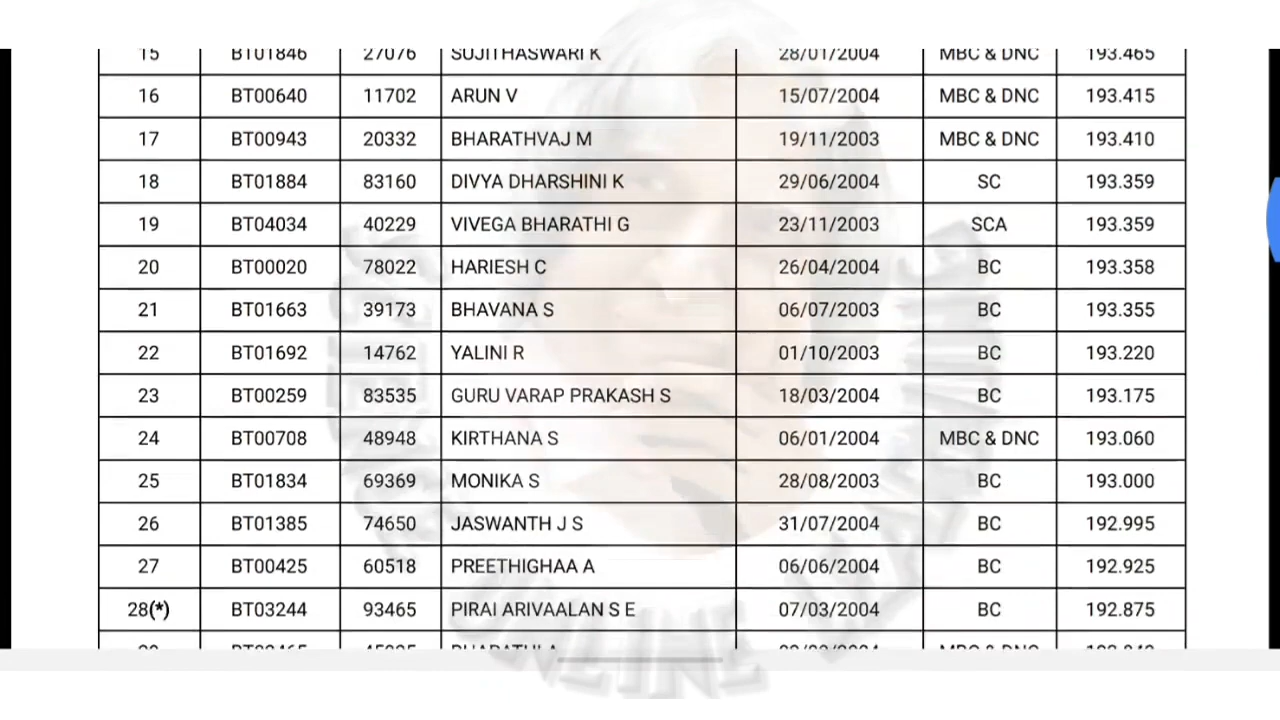 15 BT01846 27076 SUJITHASWARI K 28/01/2004 MBC & DNC 193.465
16 BT00640 11702 ARUN V 15/07/2004 MBC & DNC 193.415
17 BT00943 20332 BHARATHVAJ M 19/11/2003 MBC & DNC 193.410
18 BT01884 83160 DIVYA DHARSHINI K 29/06/2004 SC 193.359
19 BT04034 40229 VIVEGA BHARATHI G 23/11/2003 SCA 193.359
20 BT00020 78022 HARIESH C 26/04/2004 BC 193.358
21 BT01663 39173 BHAVANA S 06/07/2003 BC 193.355
22 BT01692 14762 YALINI R 01/10/2003 BC 193.220
23 BT00259 83535 GURU VARAP PRAKASH S 18/03/2004 BC 193.175
24 BT00708 48948 KIRTHANA S 06/01/2004 MBC & DNC 193.060
25 BT01834 69369 MONIKA S 28/08/2003 BC 193.000
26 BT01385 74650 JASWANTH J S 31/07/2004 BC 192.995
27 BT00425 60518 PREETHIGHAA A 06/06/2004 BC 192.925
28(*) BT03244 93465 PIRAI ARIVAALAN S E 07/03/2004 BC 192.875
MBC & DNC
ONLINE